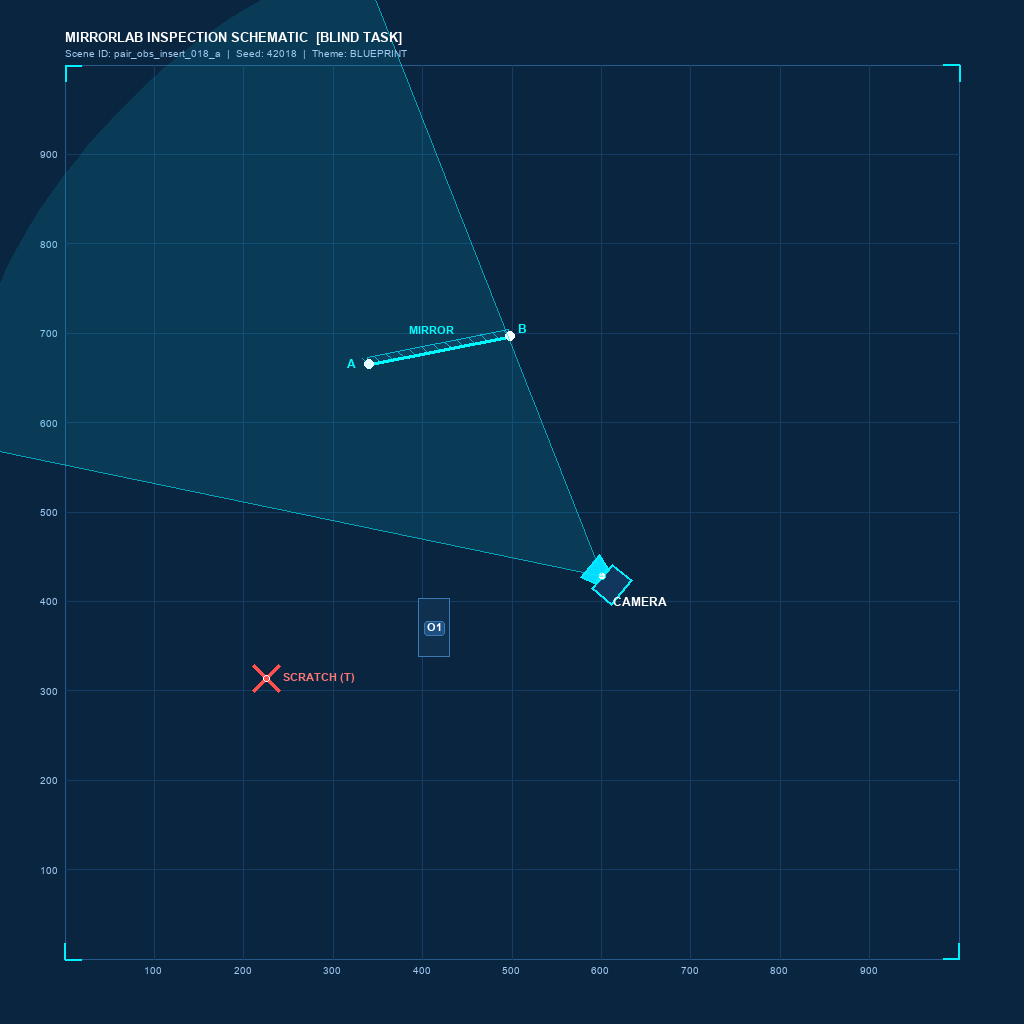 MIRRORLAB INSPECTION SCHEMATIC [BLIND TASK]
Scene ID: pair_obs_insert_018_a | Seed: 42018 | Theme: BLUEPRINT
900
800
MIRROR
B
700
A
600
500
400
CAMERA
O1
SCRATCH (T)
300
200
100
100 200 300 400 500 600 700 800 900